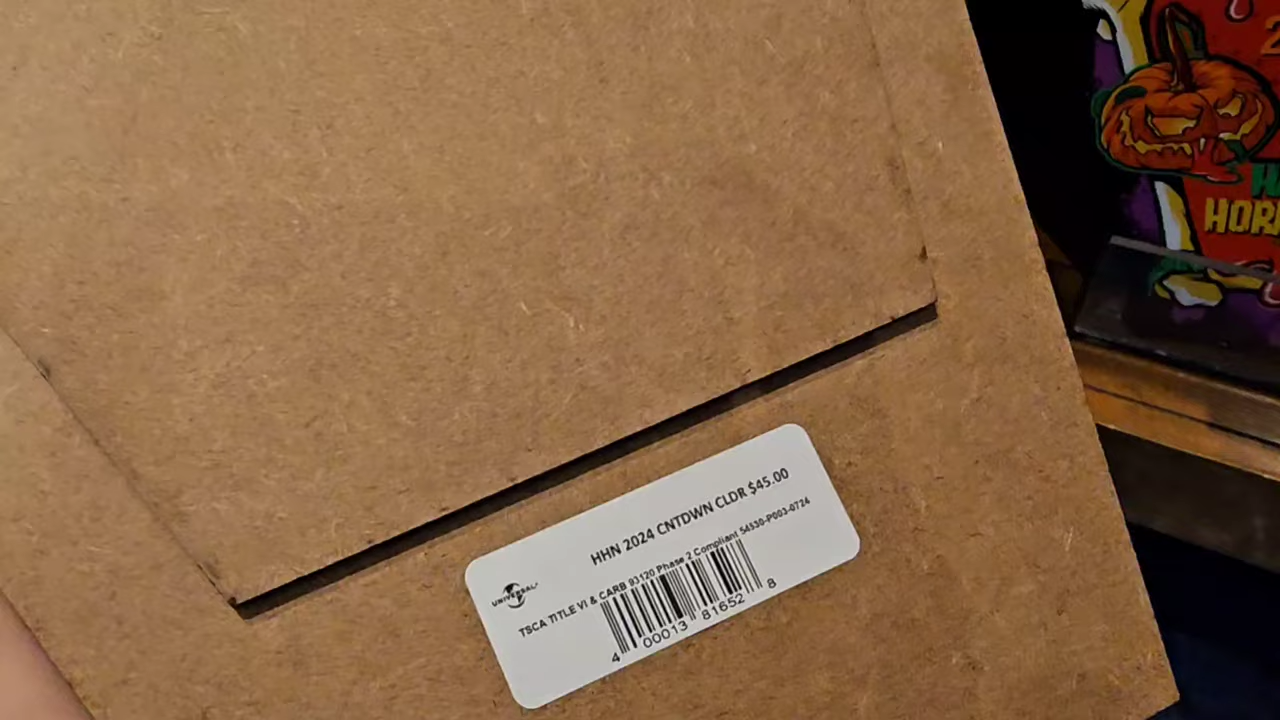 HHN 2024 CNTDWN CLDR $45.00
TSCA TITLE VI & CARB 93120 Phase 2 Compliant 54530-P003-0724
UNIVERSAL
4 00013 81652 8